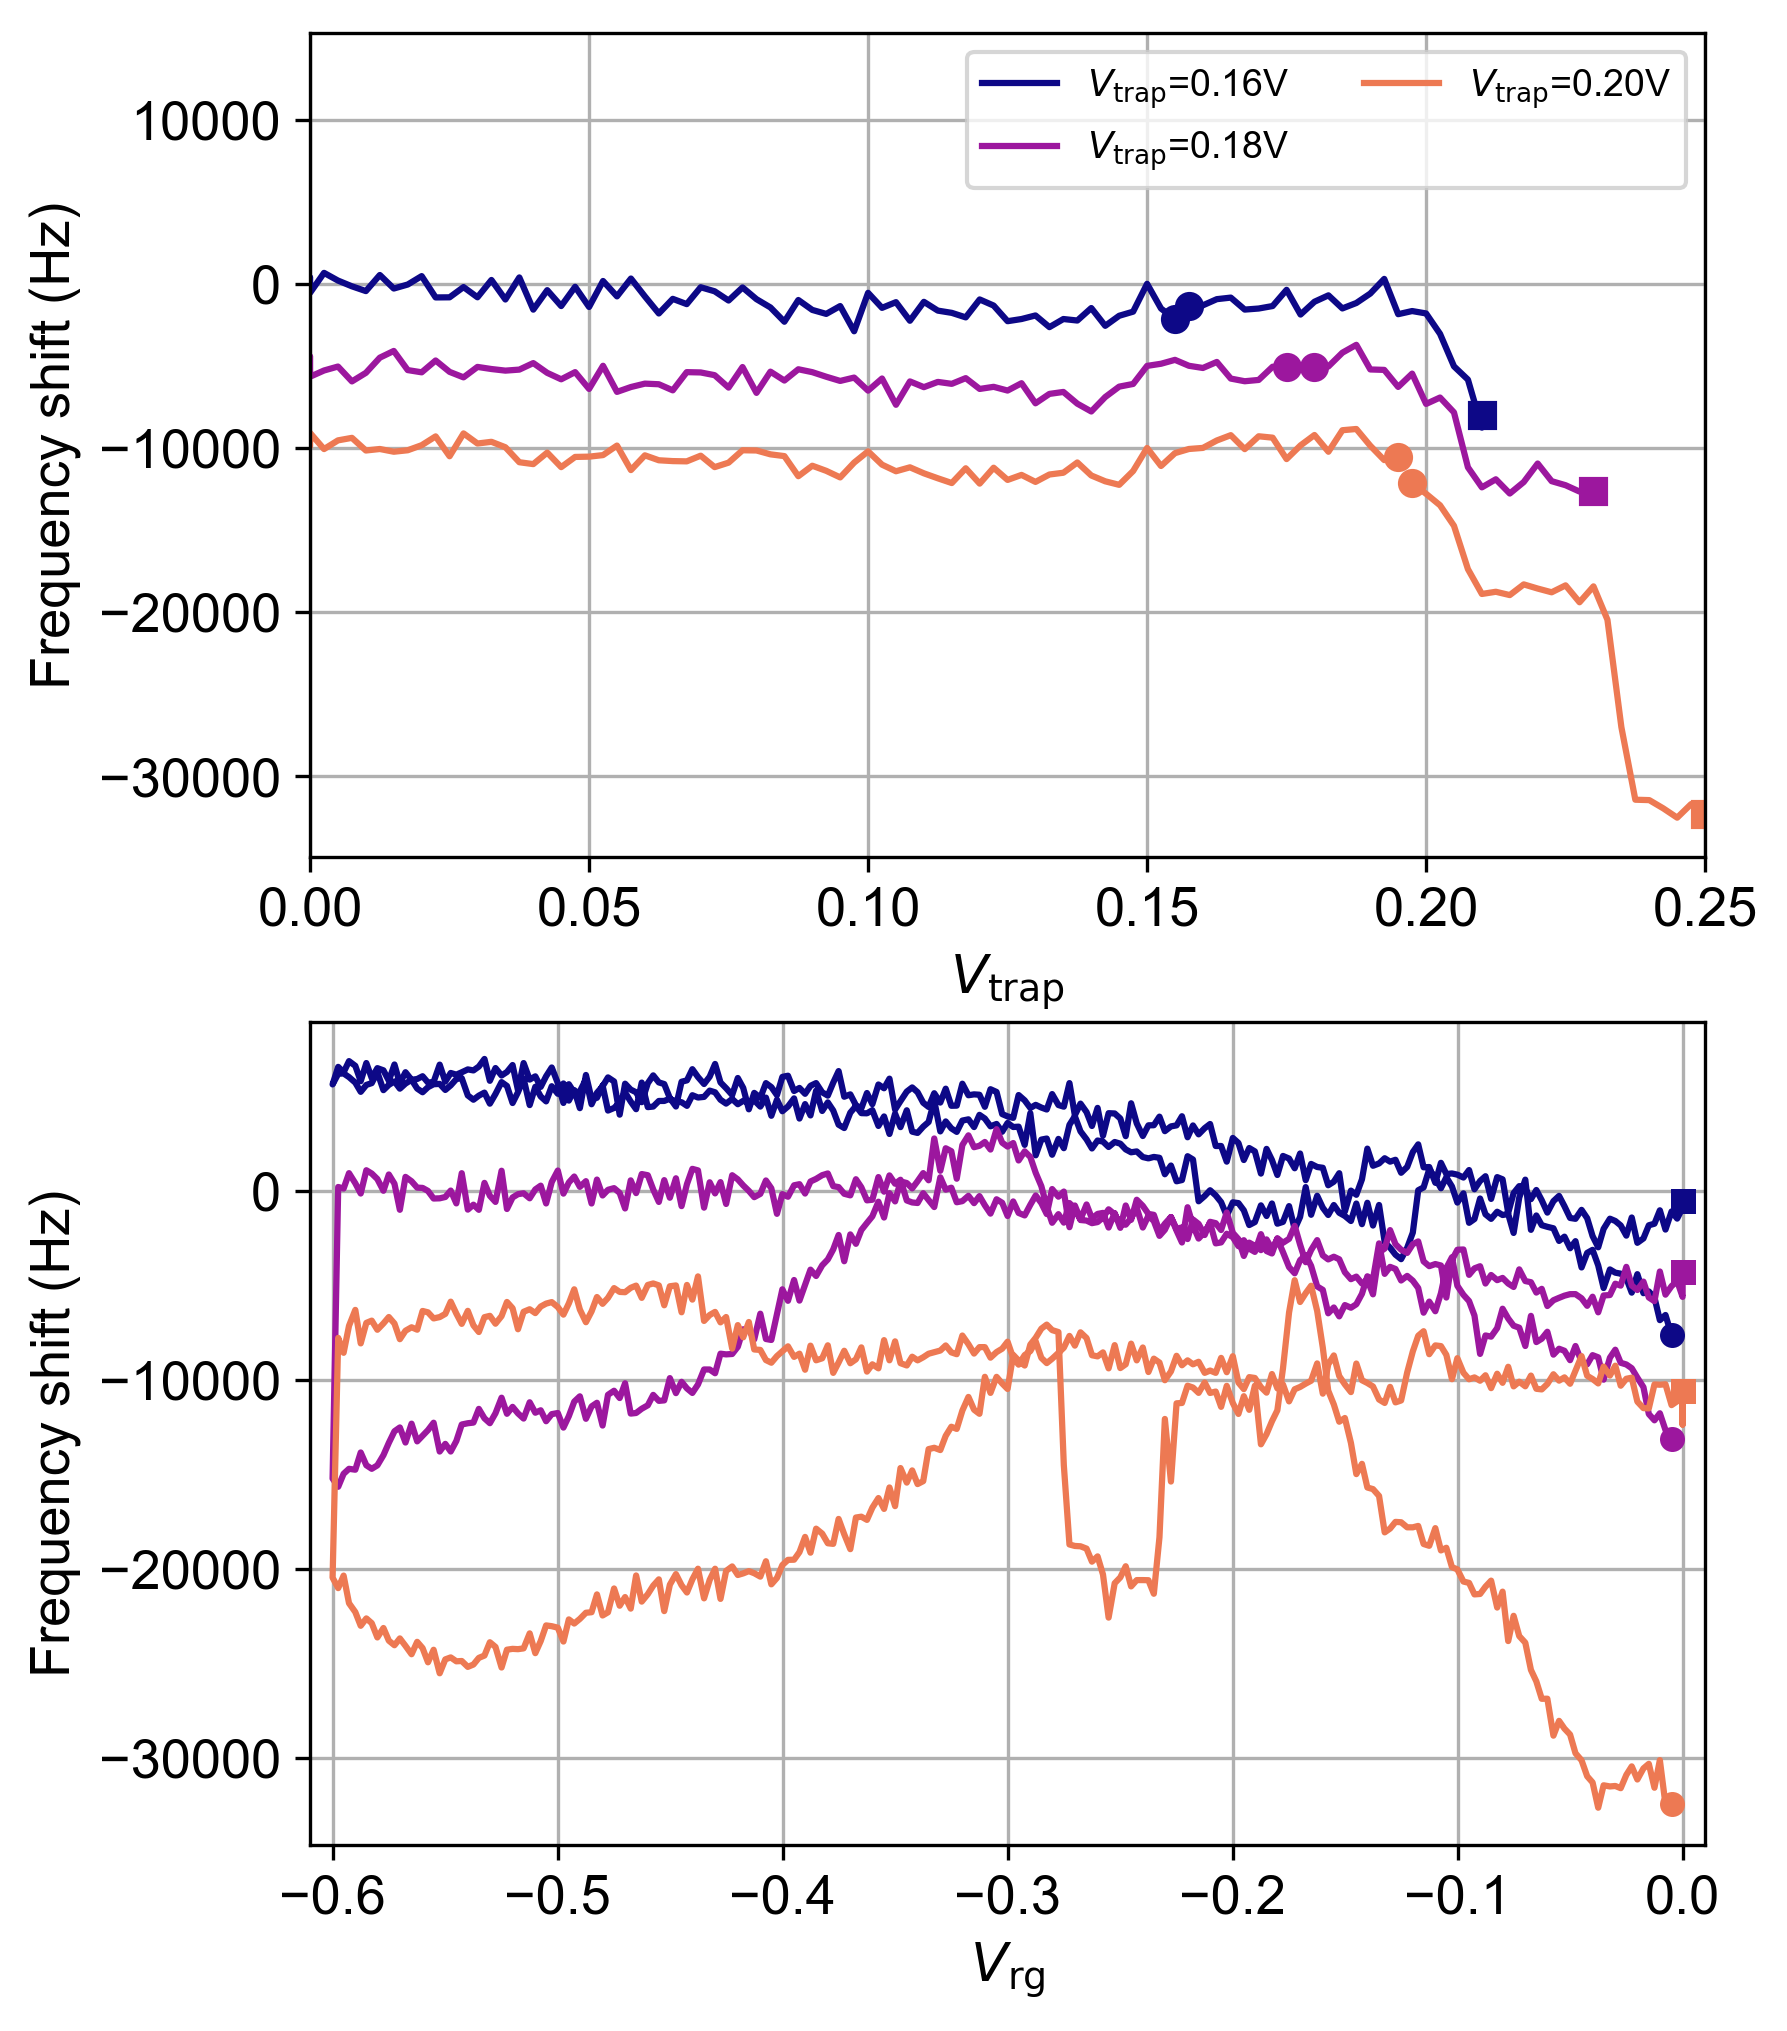 V_trap=0.16V V_trap=0.20V
V_trap=0.18V
10000
0
−10000
−20000
−30000
Frequency shift (Hz)
0.00 0.05 0.10 0.15 0.20 0.25
V_trap
0
−10000
−20000
−30000
Frequency shift (Hz)
−0.6 −0.5 −0.4 −0.3 −0.2 −0.1 0.0
V_rg